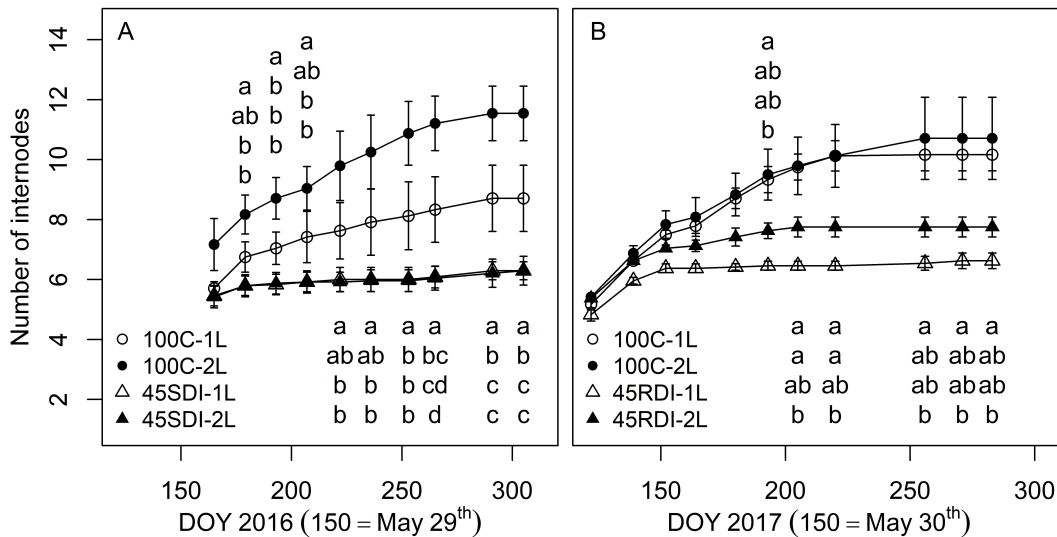 Number of internodes
14
12
10
8
6
4
2
A
a
ab
b
b
a
b
b
b
a
ab
b
b
100C-1L
100C-2L
45SDI-1L
45SDI-2L
a a a a a a
ab ab b bc b b
b b b cd c c
b b b d c c
150 200 250 300
DOY 2016 (150 = May 29th)
B
a
ab
ab
b
100C-1L
100C-2L
45RDI-1L
45RDI-2L
a a a a a
a a ab ab ab
ab ab ab ab ab
b b b b b
150 200 250 300
DOY 2017 (150 = May 30th)